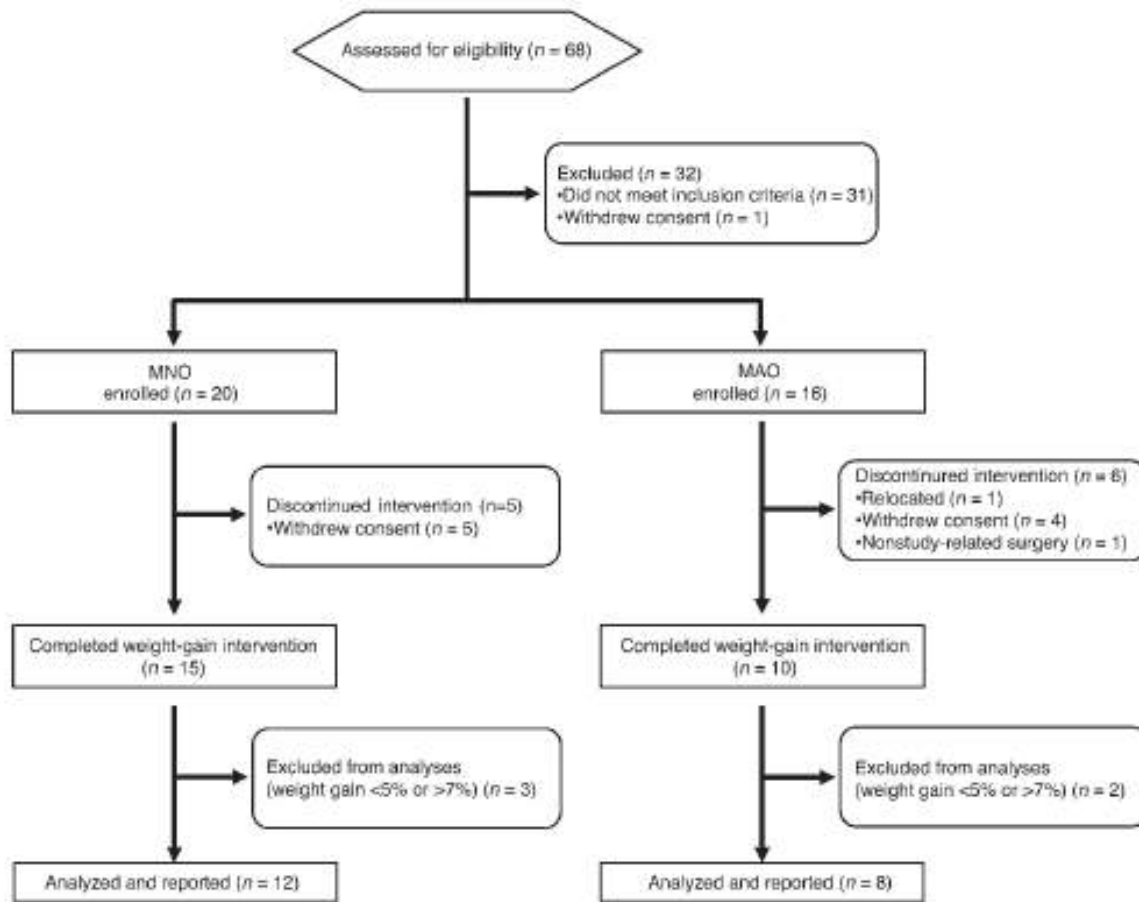 Assessed for eligibility (n = 68)
Excluded (n = 32)
•Did not meet inclusion criteria (n = 31)
•Withdrew consent (n = 1)
MNO
enrolled (n = 20)
MAO
enrolled (n = 16)
Discontinued intervention (n=5)
•Withdrew consent (n = 5)
Discontinured intervention (n = 6)
•Relocated (n = 1)
•Withdrew consent (n = 4)
•Nonstudy-related surgery (n = 1)
Completed weight-gain intervention
(n = 15)
Completed weight-gain intervention
(n = 10)
Excluded from analyses
(weight gain <5% or >7%) (n = 3)
Excluded from analyses
(weight gain <5% or >7%) (n = 2)
Analyzed and reported (n = 12)
Analyzed and reported (n = 8)